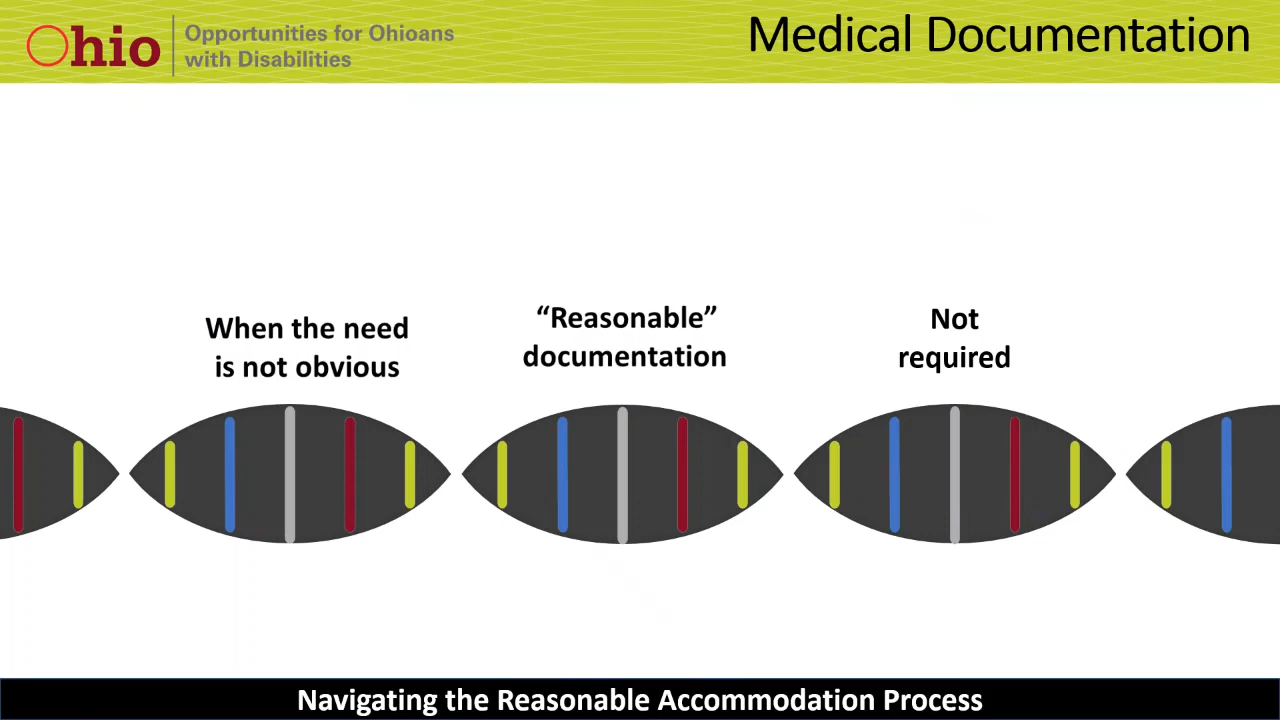 Ohio
Opportunities for Ohioans
with Disabilities
Medical Documentation
When the need
is not obvious
“Reasonable”
documentation
Not
required
Navigating the Reasonable Accommodation Process